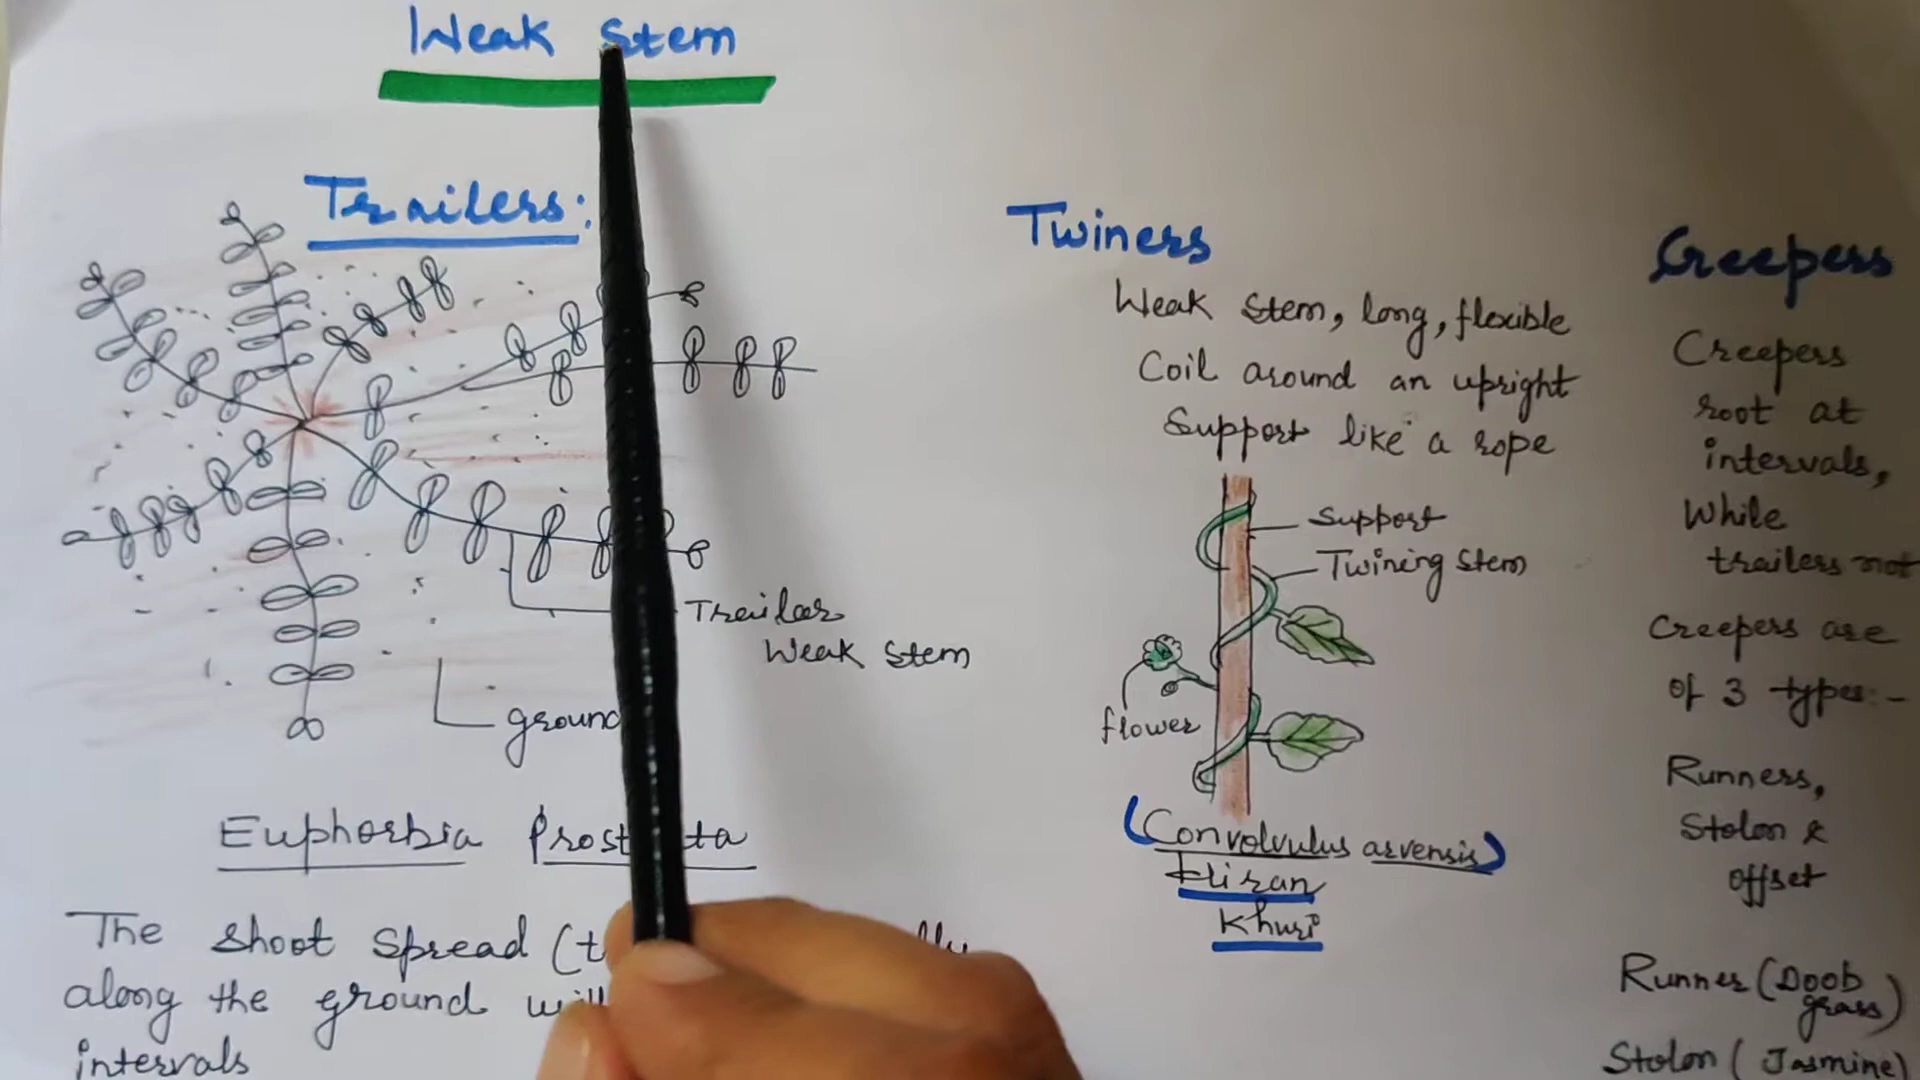 Weak Stem
Trailers:
Trailer
Weak Stem
ground
Euphorbia
The shoot spread
along the ground
intervals
Twiners
Weak Stem, long, flexible
Coil around an upright
Support like a rope
Support
Twining Stem
flower
(Convolvulus arvensis)
Hiran
Khuri
Creepers
Creepers
root at
intervals,
While
trailers not
Creepers are
of 3 types:-
Runners,
Stolon &
offset
Runner (Doob
grass)
Stolon (Jasmine)